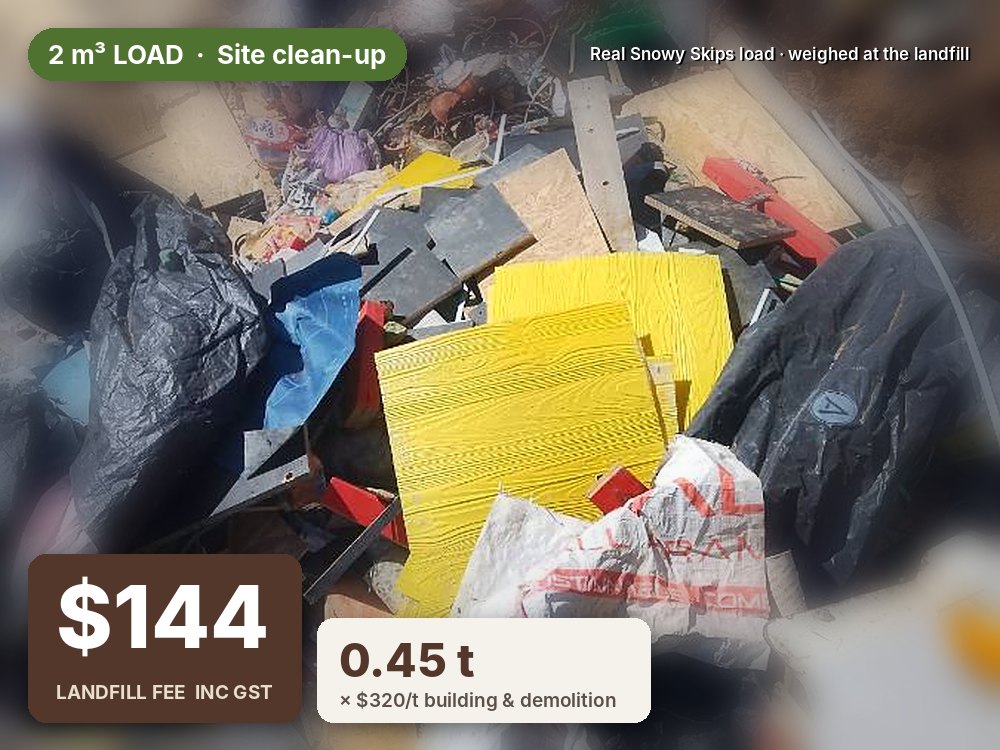 2 m³ LOAD · Site clean-up
Real Snowy Skips load · weighed at the landfill
$144
LANDFILL FEE INC GST
0.45 t
× $320/t building & demolition